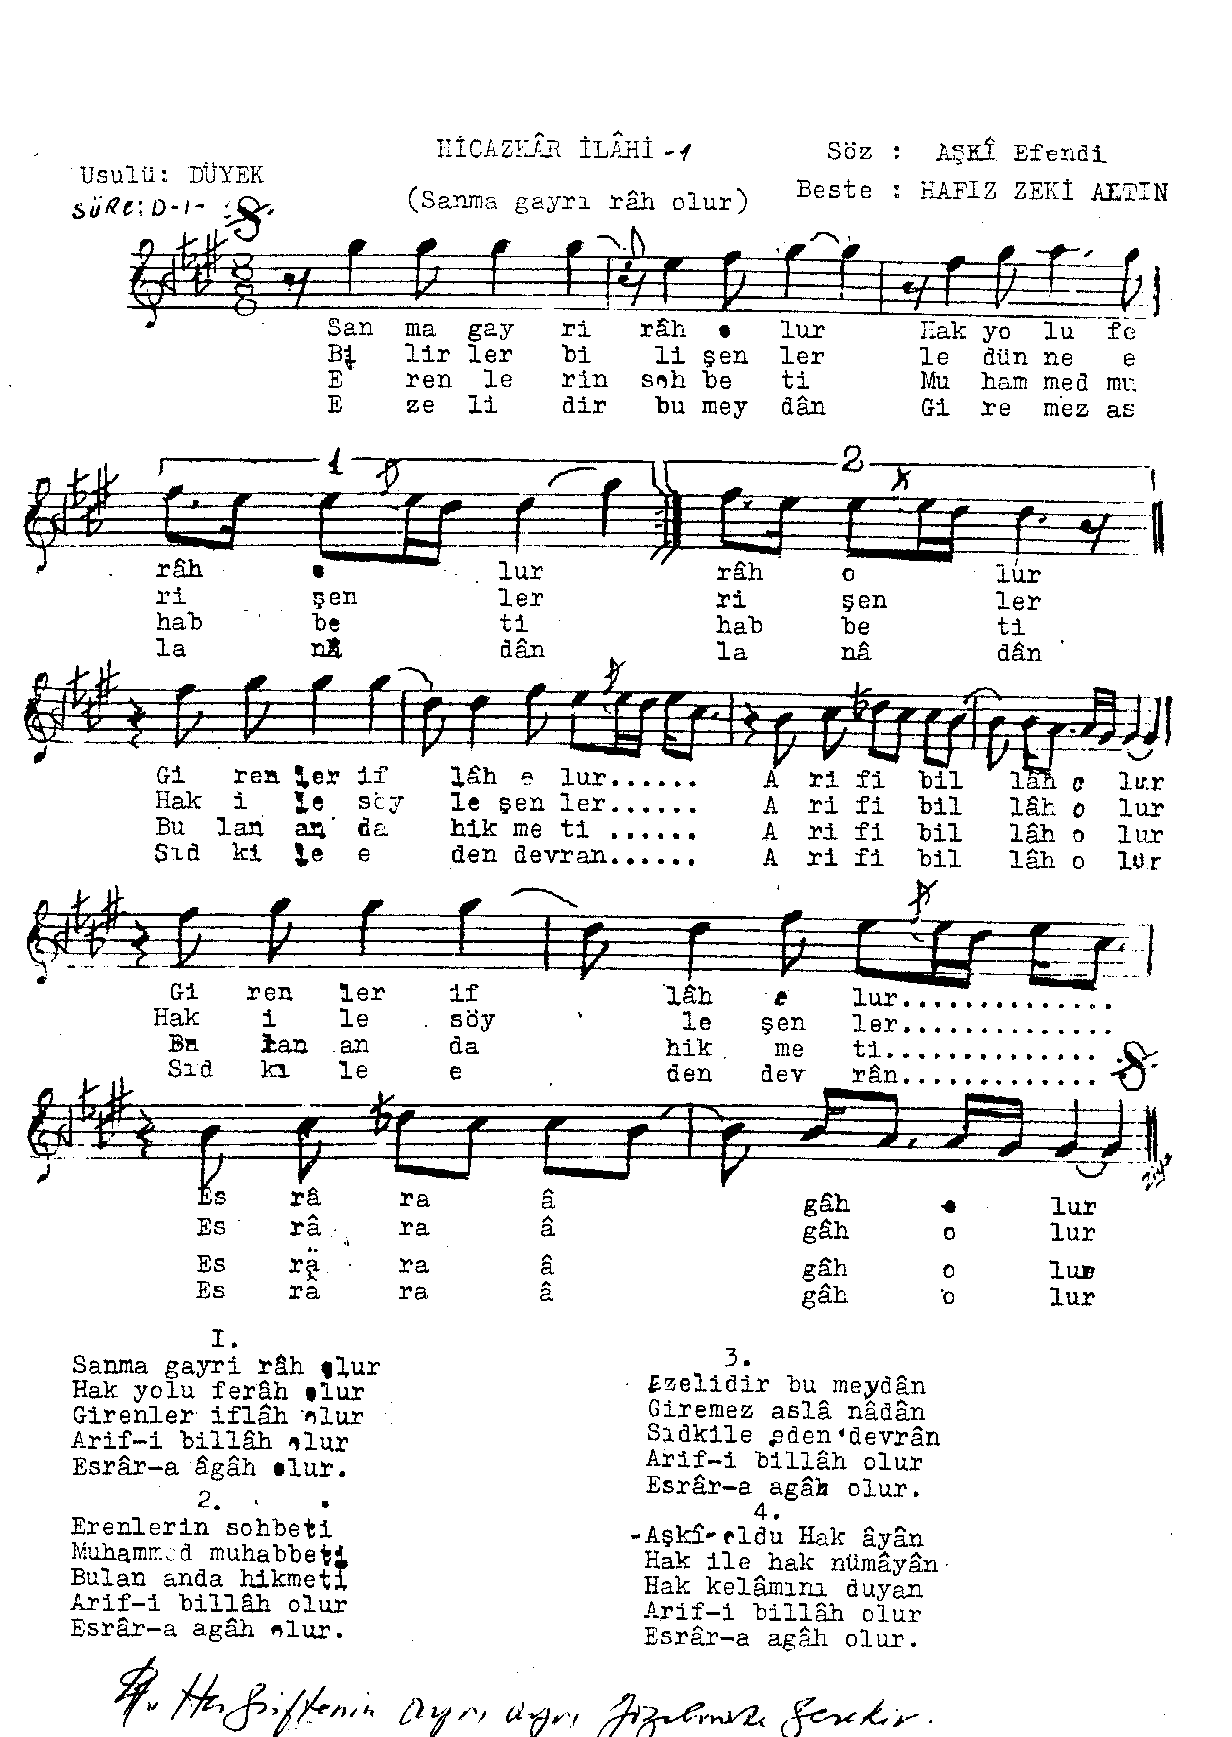 HİCAZKÂR İLÂHİ -1
Söz : AŞKÎ Efendi
Usulü: DÜYEK
Beste : HAFIZ ZEKİ ALTIN
SÜRE: D-1-
(Sanma gayrı râh olur)
8
8
San ma gay ri râh o lur Hak yo lu fe
Bi lir ler bi li şen ler le dün ne e
E ren le rin soh be ti Mu ham med mu
E ze li dir bu mey dân Gi re mez as
1 2
râh o lur râh o lur
ri şen ler ri şen ler
hab be ti hab be ti
la nâ dân la nâ dân
Gi ren ler if lâh o lur...... A ri fi bil lâh o lur
Hak i le söy le şen ler...... A ri fi bil lâh o lur
Bu lan an da hik me ti ...... A ri fi bil lâh o lur
Sıd ki le e den devran...... A ri fi bil lâh o lur
Gi ren ler if lâh o lur..............
Hak i le söy le şen ler..............
Bu lan an da hik me ti..............
Sıd kı le e den dev rân.............
Es râ ra â gâh o lur
Es râ ra â gâh o lur
Es râ ra â gâh o lur
Es râ ra â gâh o lur
I.
Sanma gayri râh olur
Hak yolu ferâh olur
Girenler iflâh olur
Arif-i billâh olur
Esrâr-a âgâh olur.
2.
Erenlerin sohbeti
Muhammed muhabbeti
Bulan anda hikmeti
Arif-i billâh olur
Esrâr-a agâh olur.
3.
Ezelidir bu meydân
Giremez aslâ nâdân
Sıdkile eden devrân
Arif-i billâh olur
Esrâr-a agâh olur.
4.
-Aşkî- oldu Hak âyân
Hak ile hak nümâyân
Hak kelâmını duyan
Arif-i billâh olur
Esrâr-a agâh olur.
Her güftenin ayrı ayrı yazılması gerekir.